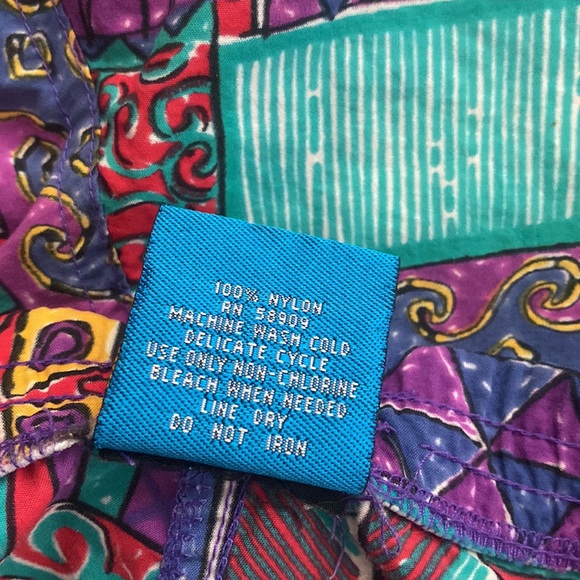 100% NYLON
RN 58909
MACHINE WASH COLD
DELICATE CYCLE
USE ONLY NON-CHLORINE
BLEACH WHEN NEEDED
LINE DRY
DO NOT IRON